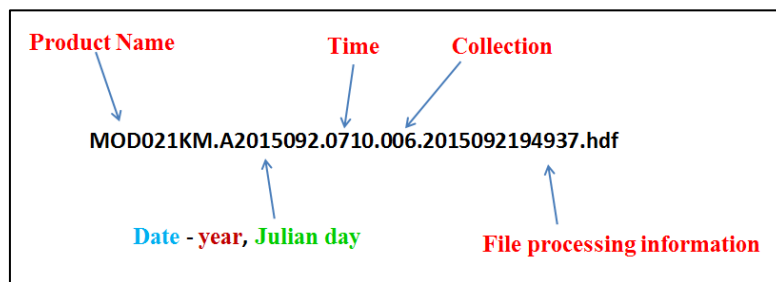 Product Name
Time
Collection
MOD021KM.A2015092.0710.006.2015092194937.hdf
Date - year, Julian day
File processing information